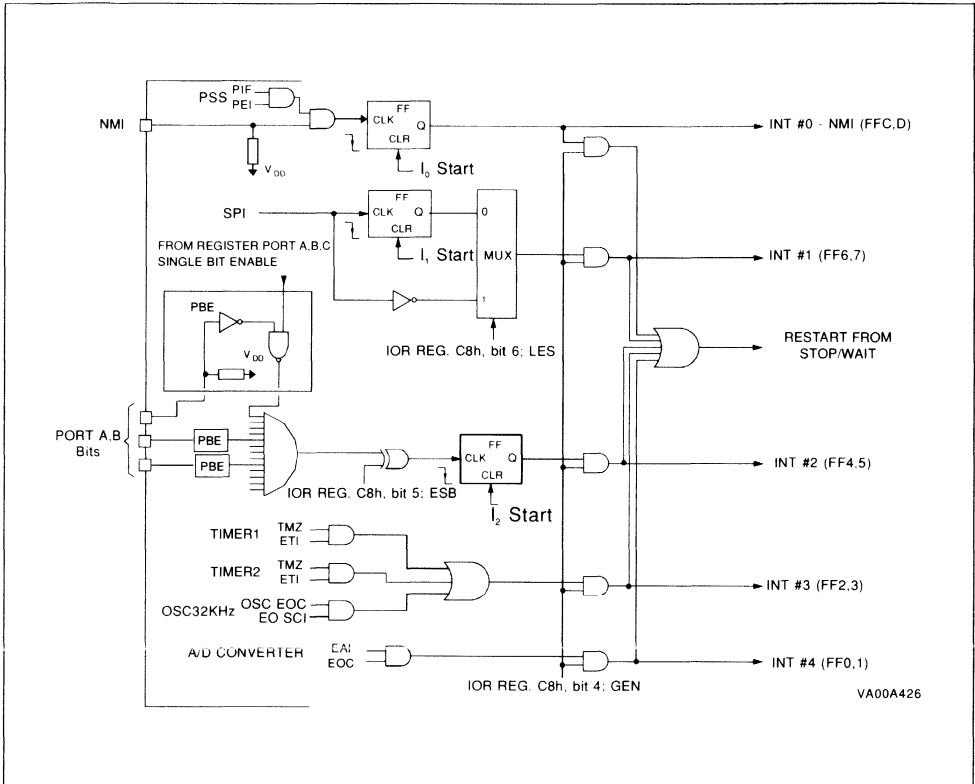 PSS PIF
PEI
NMI
CLK FF Q
CLR
V DD
I0 Start
INT #0 - NMI (FFC,D)
SPI
CLK FF Q
CLR
I1 Start
0
MUX
1
INT #1 (FF6,7)
FROM REGISTER PORT A,B,C
SINGLE BIT ENABLE
PBE
V DD
IOR REG. C8h, bit 6; LES
RESTART FROM
STOP/WAIT
PORT A,B
Bits
PBE
PBE
CLK FF Q
CLR
IOR REG. C8h, bit 5; ESB
I2 Start
INT #2 (FF4,5)
TIMER1 TMZ
ETI
TIMER2 TMZ
ETI
OSC32KHz OSC EOC
EO SCI
INT #3 (FF2,3)
A/D CONVERTER EAI
EOC
INT #4 (FF0,1)
IOR REG. C8h, bit 4; GEN
VA00A426